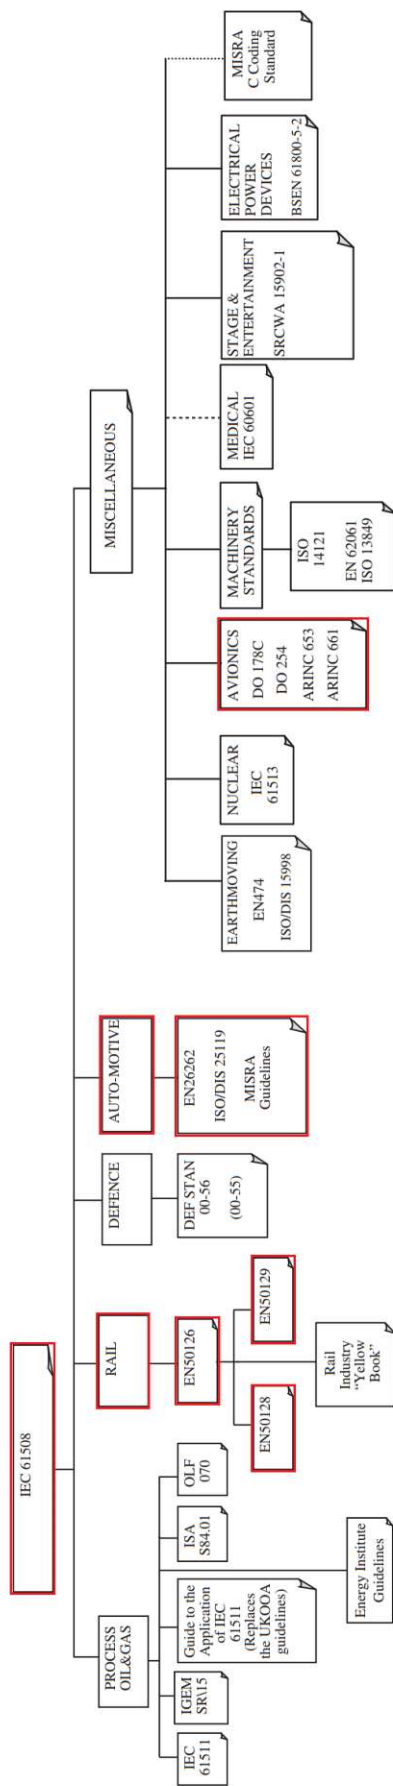 IEC 61508
PROCESS
OIL&GAS
RAIL
DEFENCE
AUTO-MOTIVE
MISCELLANEOUS
IEC
61511
IGEM
SR\15
Guide to the
Application
of IEC
61511
(Replaces
the UKOOA
guidelines)
ISA
S84.01
OLF
070
Energy Institute
Guidelines
EN50126
EN50128
EN50129
Rail
Industry
“Yellow
Book”
DEF STAN
00-56
(00-55)
EN26262
ISO/DIS 25119
MISRA
Guidelines
EARTHMOVING
EN474
ISO/DIS 15998
NUCLEAR
IEC
61513
AVIONICS
DO 178C
DO 254
ARINC 653
ARINC 661
MACHINERY
STANDARDS
ISO
14121
EN 62061
ISO 13849
MEDICAL
IEC 60601
STAGE &
ENTERTAINMENT
SRCWA 15902-1
ELECTRICAL
POWER
DEVICES
BSEN 61800-5-2
MISRA
C Coding
Standard